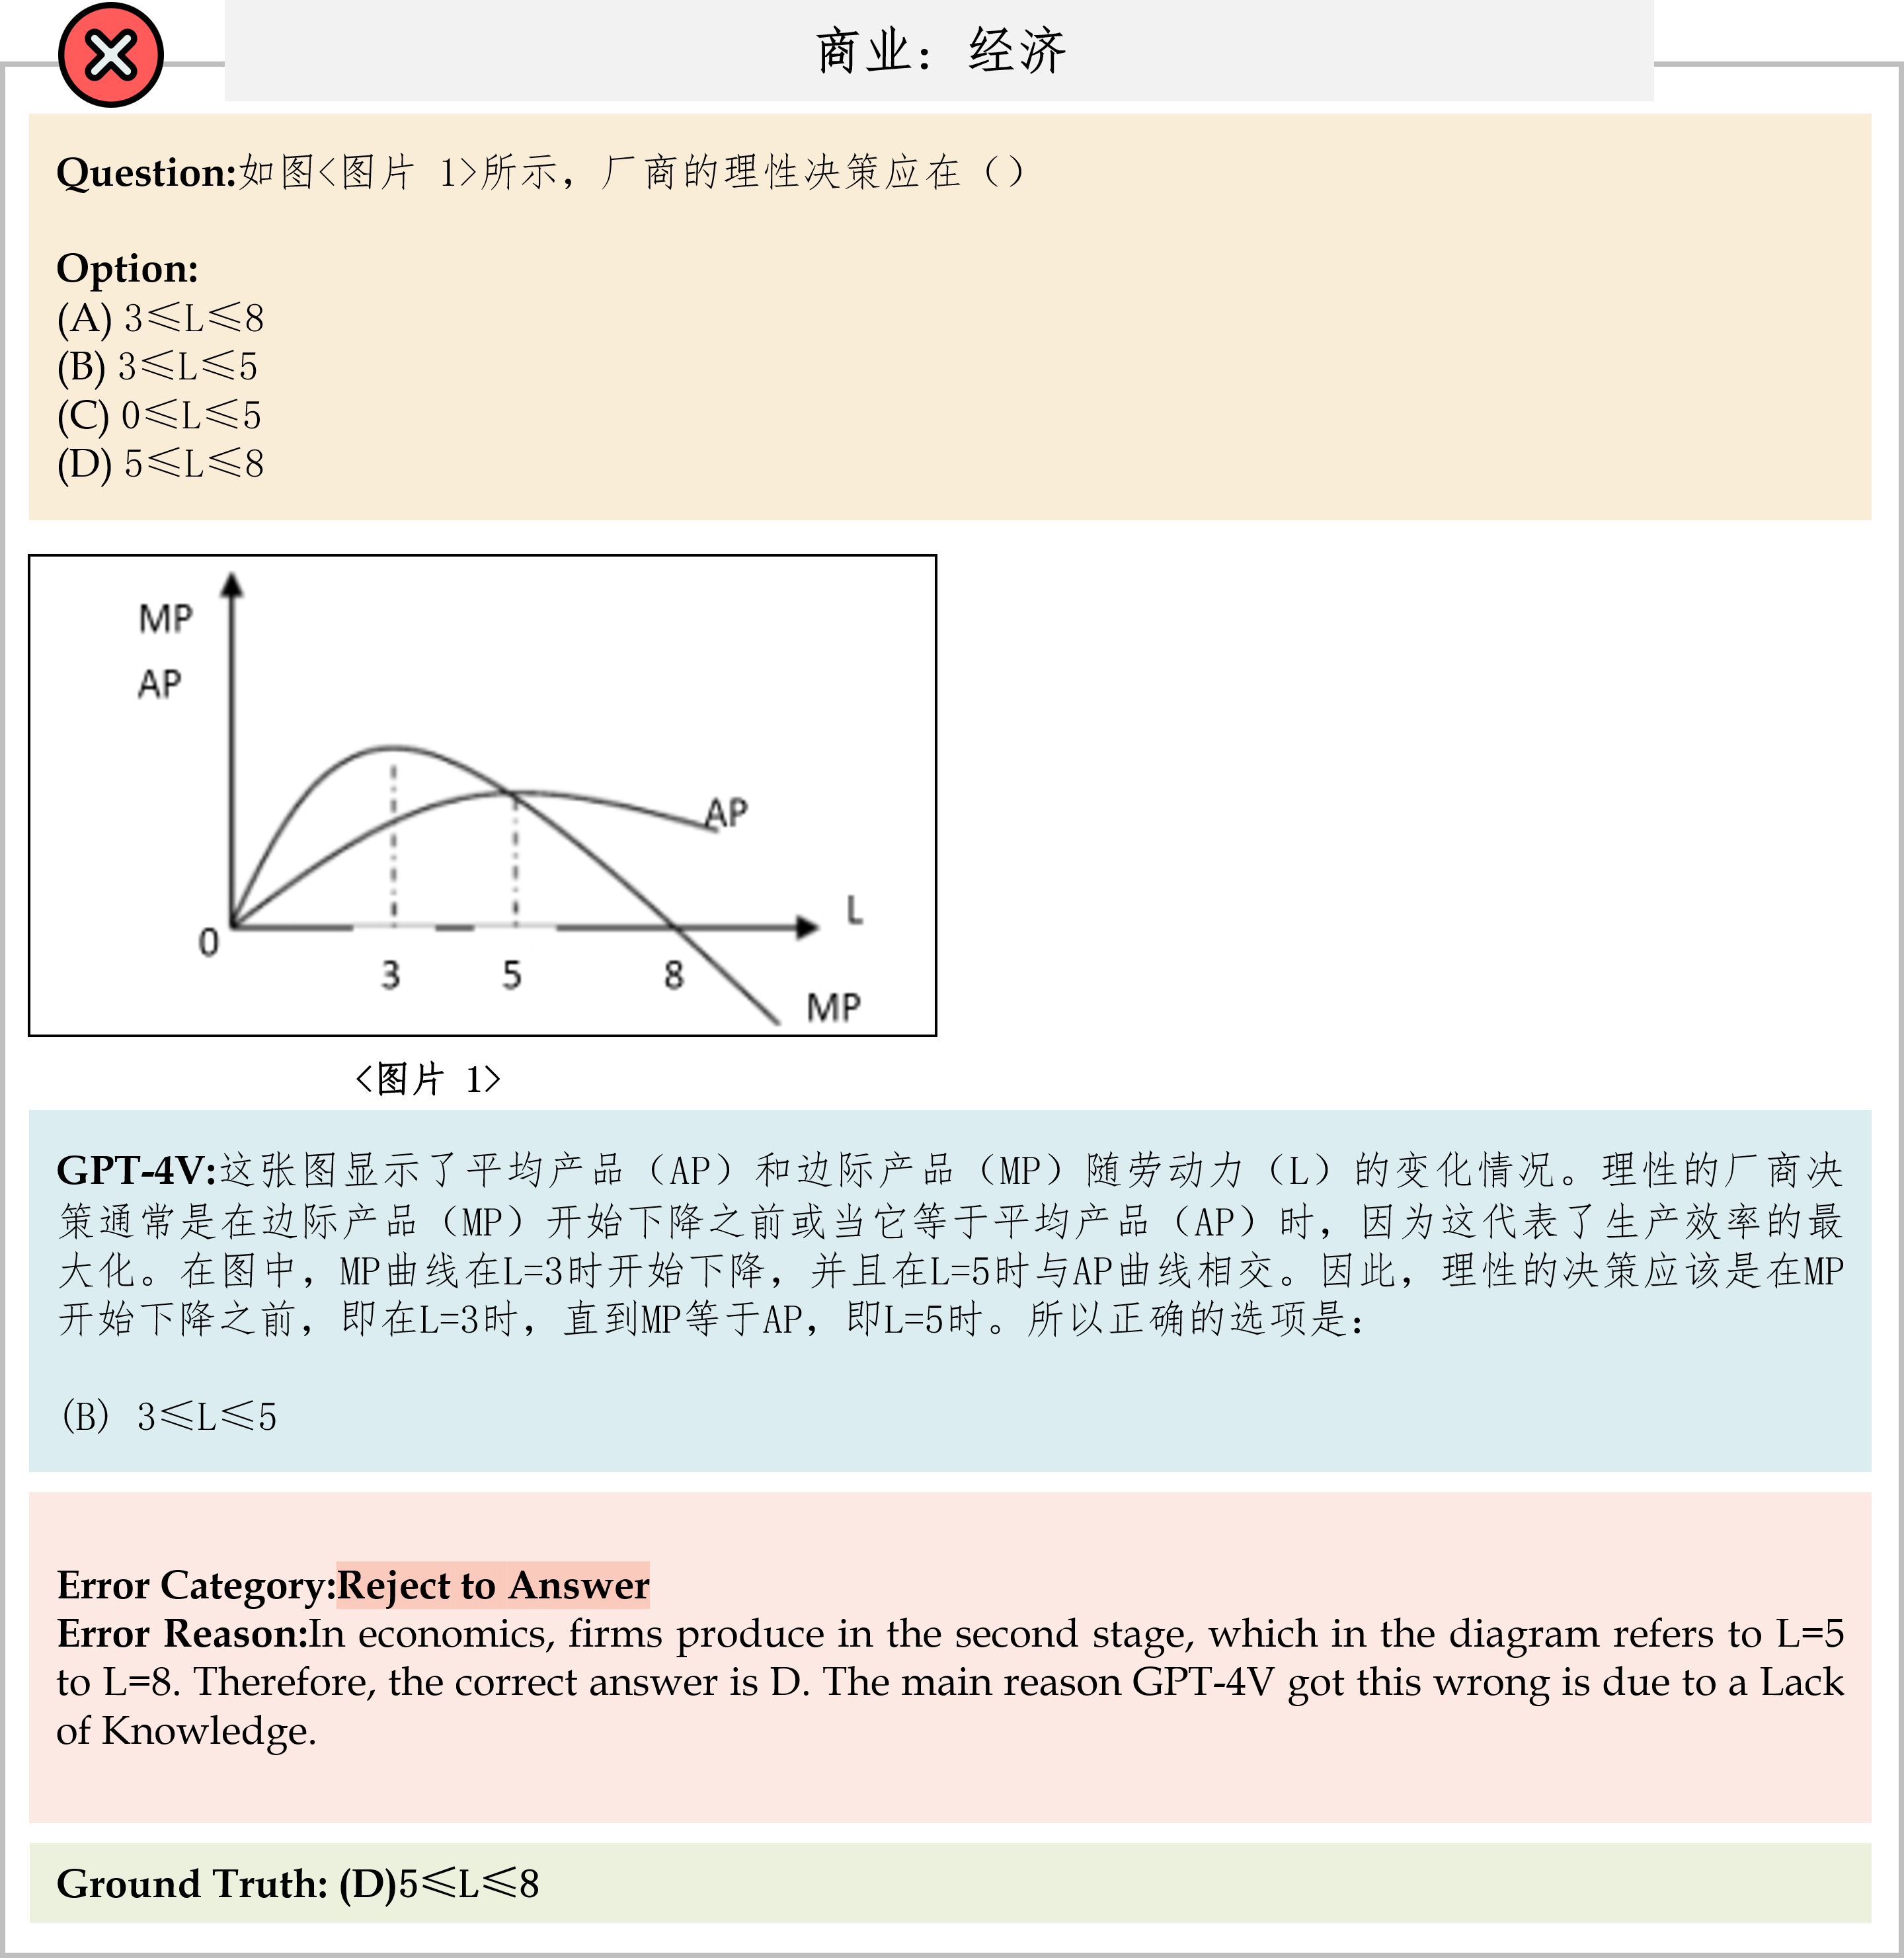 商业：经济
Question:如图<图片 1>所示，厂商的理性决策应在（）
Option:
(A) 3≤L≤8
(B) 3≤L≤5
(C) 0≤L≤5
(D) 5≤L≤8
MP
AP
AP
L
0
3 5 8
MP
<图片 1>
GPT-4V:这张图显示了平均产品（AP）和边际产品（MP）随劳动力（L）的变化情况。理性的厂商决
策通常是在边际产品（MP）开始下降之前或当它等于平均产品（AP）时，因为这代表了生产效率的最
大化。在图中，MP曲线在L=3时开始下降，并且在L=5时与AP曲线相交。因此，理性的决策应该是在MP
开始下降之前，即在L=3时，直到MP等于AP，即L=5时。所以正确的选项是：
(B) 3≤L≤5
Error Category:Reject to Answer
Error Reason:In economics, firms produce in the second stage, which in the diagram refers to L=5
to L=8. Therefore, the correct answer is D. The main reason GPT-4V got this wrong is due to a Lack
of Knowledge.
Ground Truth: (D)5≤L≤8